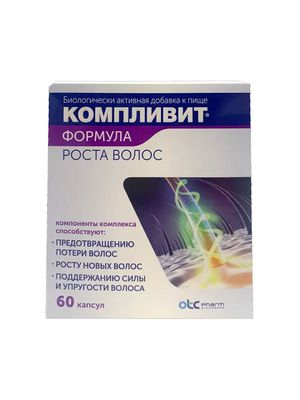 Биологически активная добавка к пище
КОМПЛИВИТ®
ФОРМУЛА
РОСТА ВОЛОС
компоненты комплекса
способствуют:
• ПРЕДОТВРАЩЕНИЮ
ПОТЕРИ ВОЛОС
• РОСТУ НОВЫХ ВОЛОС
• ПОДДЕРЖАНИЮ СИЛЫ
И УПРУГОСТИ ВОЛОСА
60 капсул
otc pharm